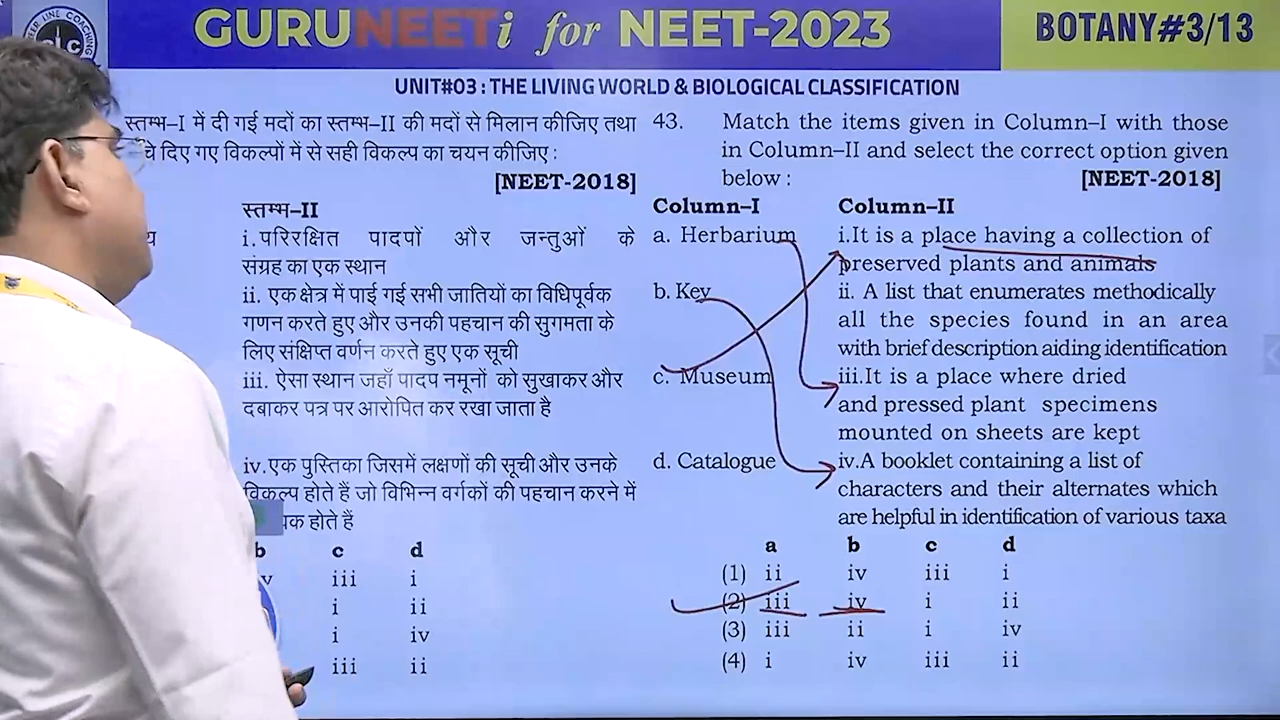 GURUNEETi for NEET-2023
BOTANY#3/13
UNIT#03 : THE LIVING WORLD & BIOLOGICAL CLASSIFICATION
स्तम्भ–I में दी गई मदों का स्तम्भ–II की मदों से मिलान कीजिए तथा
चे दिए गए विकल्पों में से सही विकल्प का चयन कीजिए :
[NEET-2018]
स्तम्भ–II
य
i.परिरक्षित पादपों और जन्तुओं के
संग्रह का एक स्थान
ii. एक क्षेत्र में पाई गई सभी जातियों का विधिपूर्वक
गणन करते हुए और उनकी पहचान की सुगमता के
लिए संक्षिप्त वर्णन करते हुए एक सूची
iii. ऐसा स्थान जहाँ पादप नमूनों को सुखाकर और
दबाकर पत्र पर आरोपित कर रखा जाता है
iv.एक पुस्तिका जिसमें लक्षणों की सूची और उनके
विकल्प होते हैं जो विभिन्न वर्गकों की पहचान करने में
यक होते हैं
b c d
v iii i
i ii
i iv
iii ii
43. Match the items given in Column–I with those
in Column–II and select the correct option given
below : [NEET-2018]
Column–I Column–II
a. Herbarium i.It is a place having a collection of
preserved plants and animals
b. Key ii. A list that enumerates methodically
all the species found in an area
with brief description aiding identification
c. Museum iii.It is a place where dried
and pressed plant specimens
mounted on sheets are kept
d. Catalogue iv.A booklet containing a list of
characters and their alternates which
are helpful in identification of various taxa
a b c d
(1) ii iv iii i
(2) iii iv i ii
(3) iii ii i iv
(4) i iv iii ii